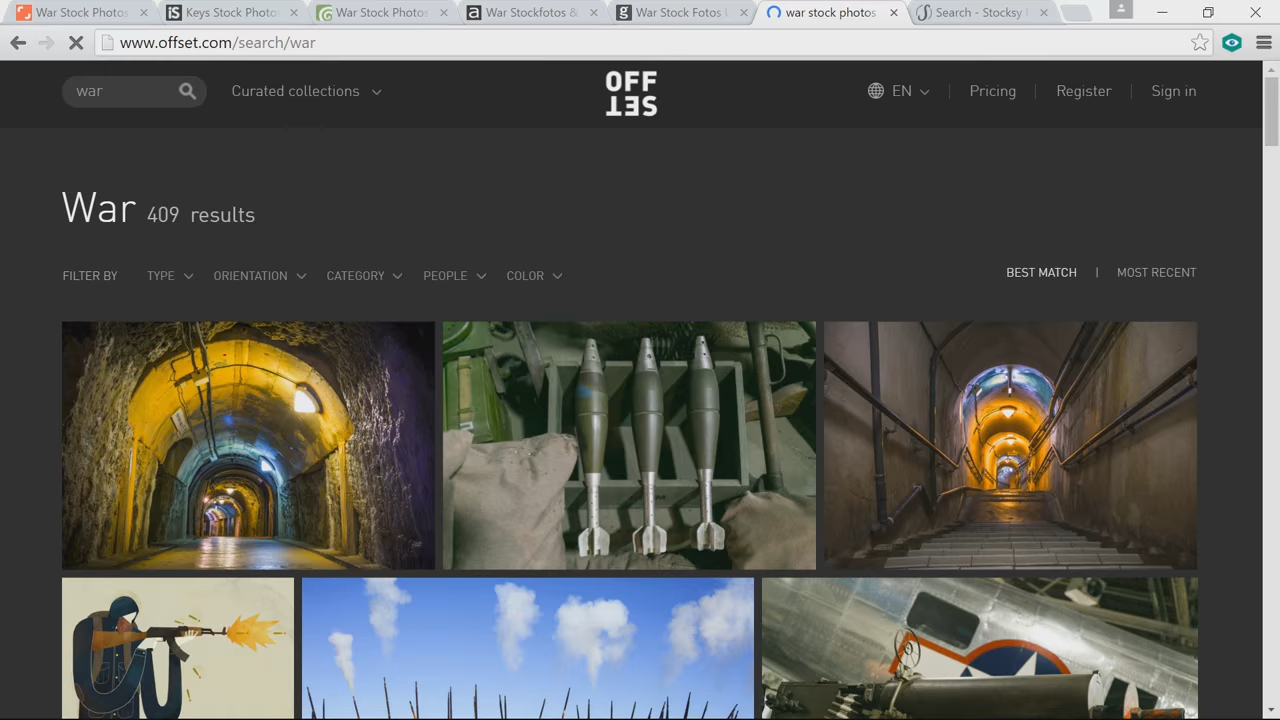 War Stock Photos
Keys Stock Photo
War Stock Photos
War Stockfotos &
War Stock Fotos
war stock photos
Search - Stocksy
www.offset.com/search/war
war
Curated collections
OFF
SET
EN
Pricing
Register
Sign in
War 409 results
FILTER BY
TYPE
ORIENTATION
CATEGORY
PEOPLE
COLOR
BEST MATCH | MOST RECENT